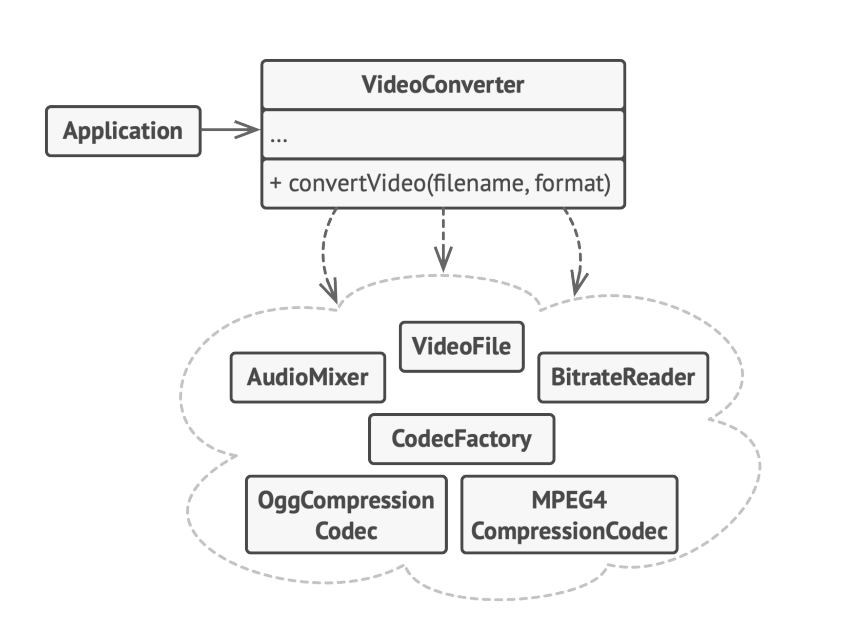 VideoConverter
Application
...
+ convertVideo(filename, format)
VideoFile
AudioMixer
BitrateReader
CodecFactory
OggCompression
Codec
MPEG4
CompressionCodec